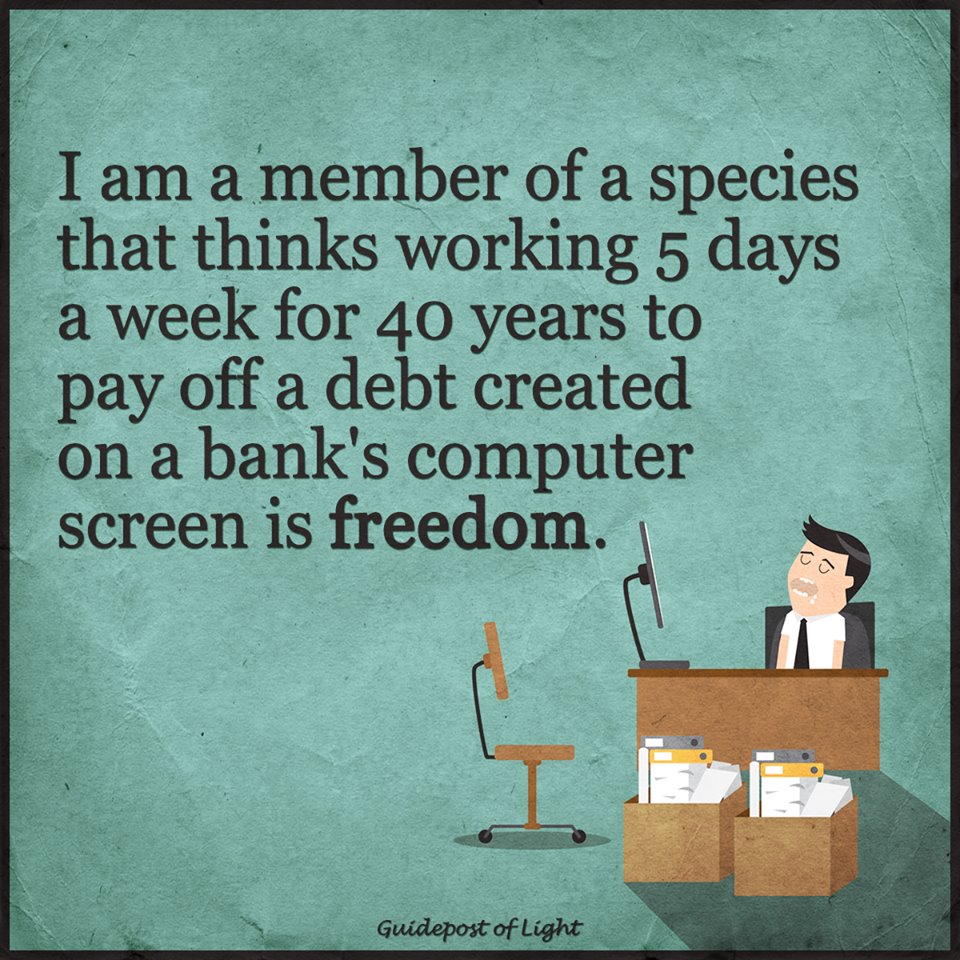 I am a member of a species
that thinks working 5 days
a week for 40 years to
pay off a debt created
on a bank's computer
screen is freedom.
Guidepost of Light